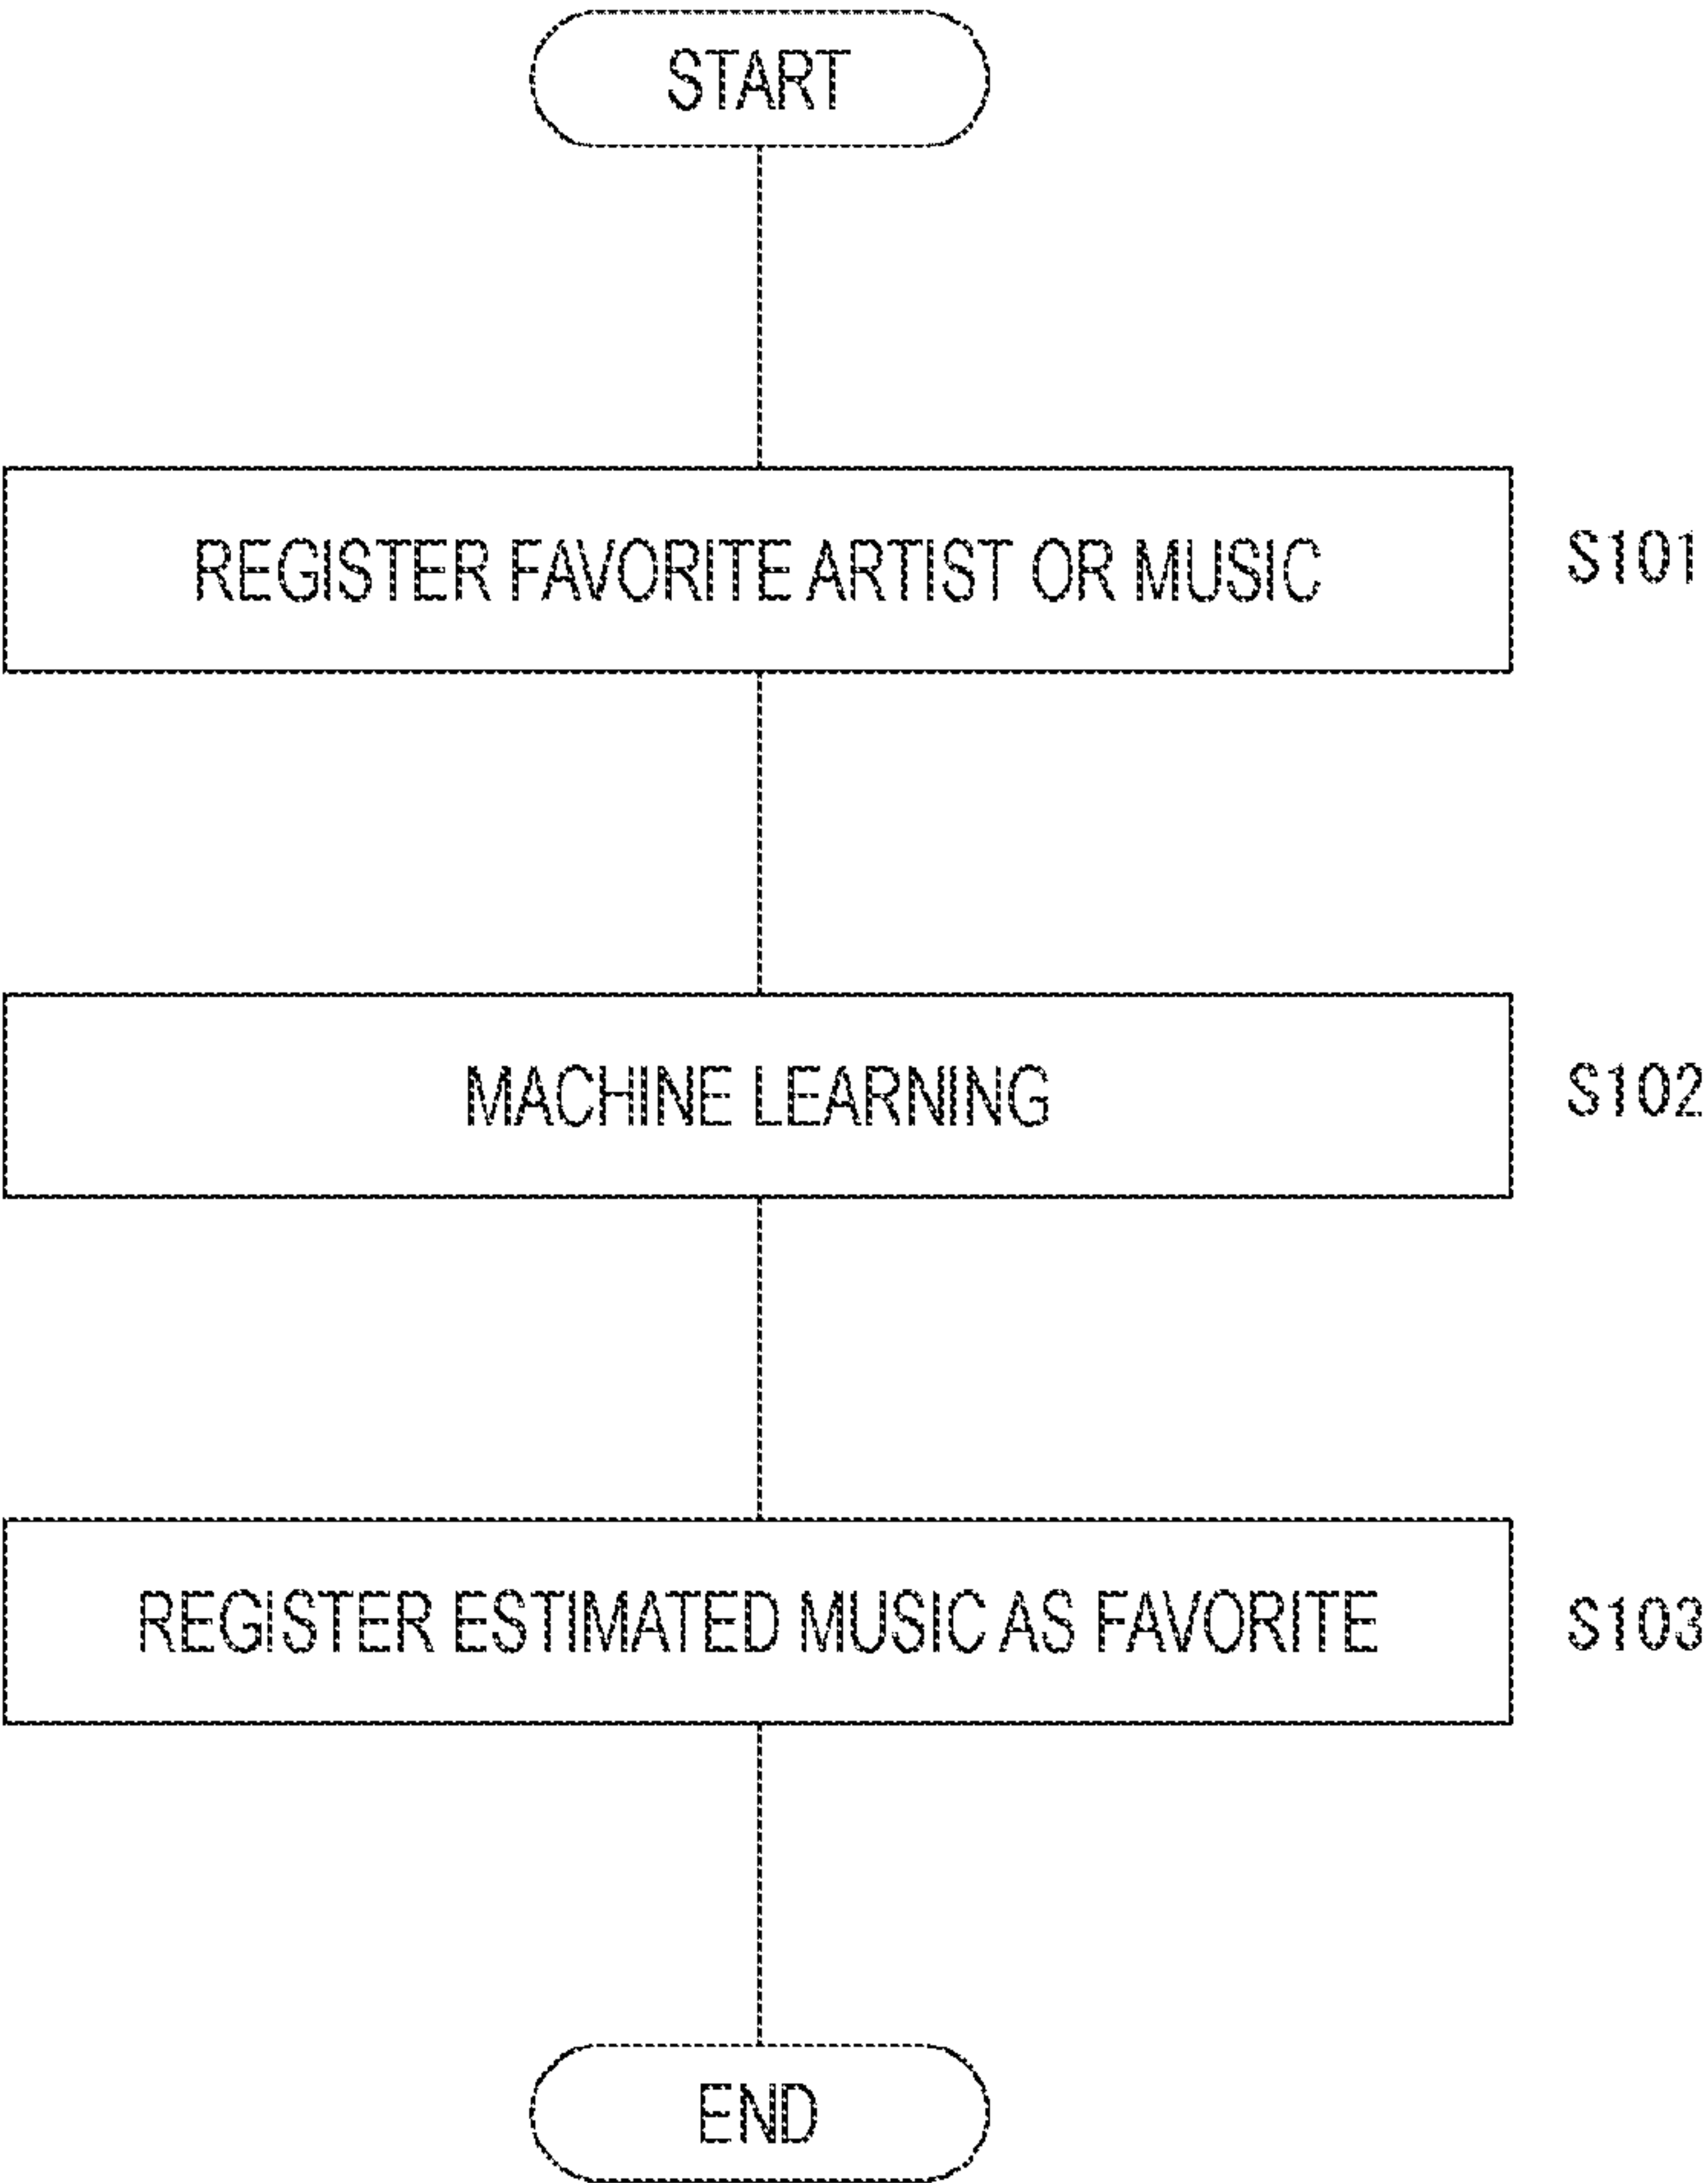 START
REGISTER FAVORITE ARTIST OR MUSIC S101
MACHINE LEARNING S102
REGISTER ESTIMATED MUSIC AS FAVORITE S103
END